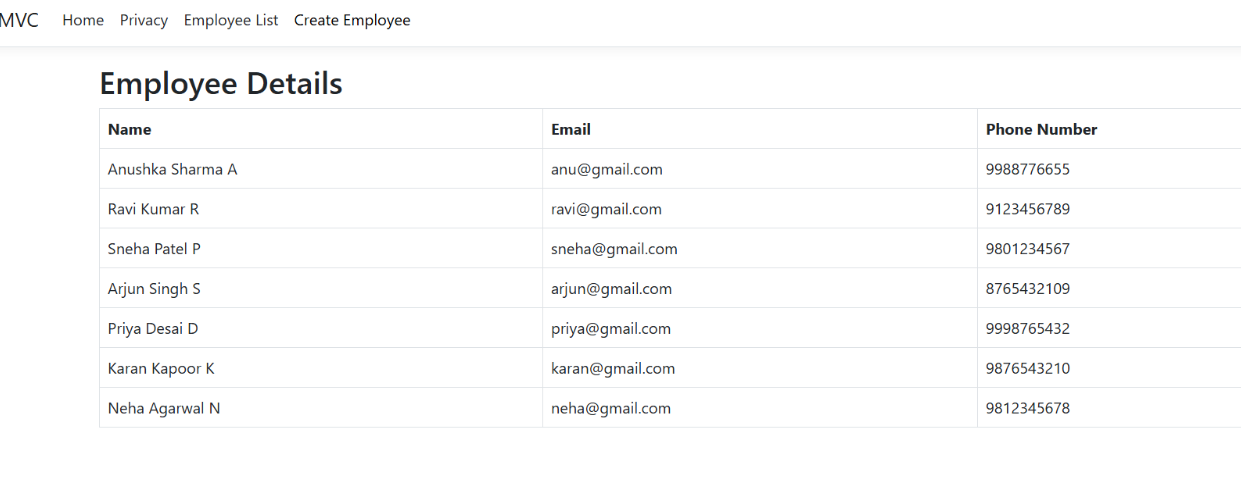 MVC Home Privacy Employee List Create Employee
Employee Details
Name Email Phone Number
Anushka Sharma A anu@gmail.com 9988776655
Ravi Kumar R ravi@gmail.com 9123456789
Sneha Patel P sneha@gmail.com 9801234567
Arjun Singh S arjun@gmail.com 8765432109
Priya Desai D priya@gmail.com 9998765432
Karan Kapoor K karan@gmail.com 9876543210
Neha Agarwal N neha@gmail.com 9812345678